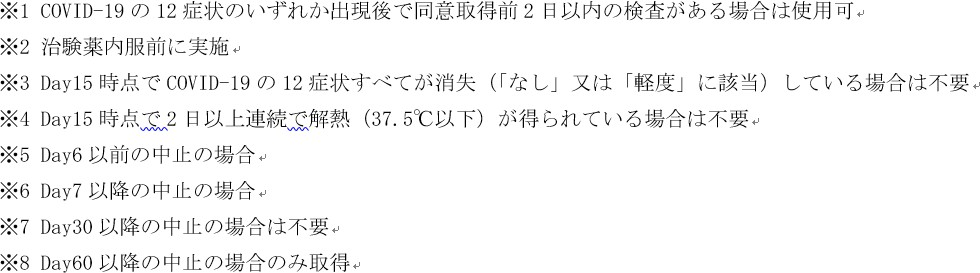 ※1 COVID-19 の 12 症状のいずれか出現後で同意取得前 2 日以内の検査がある場合は使用可
※2 治験薬内服前に実施
※3 Day15 時点で COVID-19 の 12 症状すべてが消失（「なし」又は「軽度」に該当）している場合は不要
※4 Day15 時点で 2 日以上連続で解熱（37.5℃以下）が得られている場合は不要
※5 Day6 以前の中止の場合
※6 Day7 以降の中止の場合
※7 Day30 以降の中止の場合は不要
※8 Day60 以降の中止の場合のみ取得